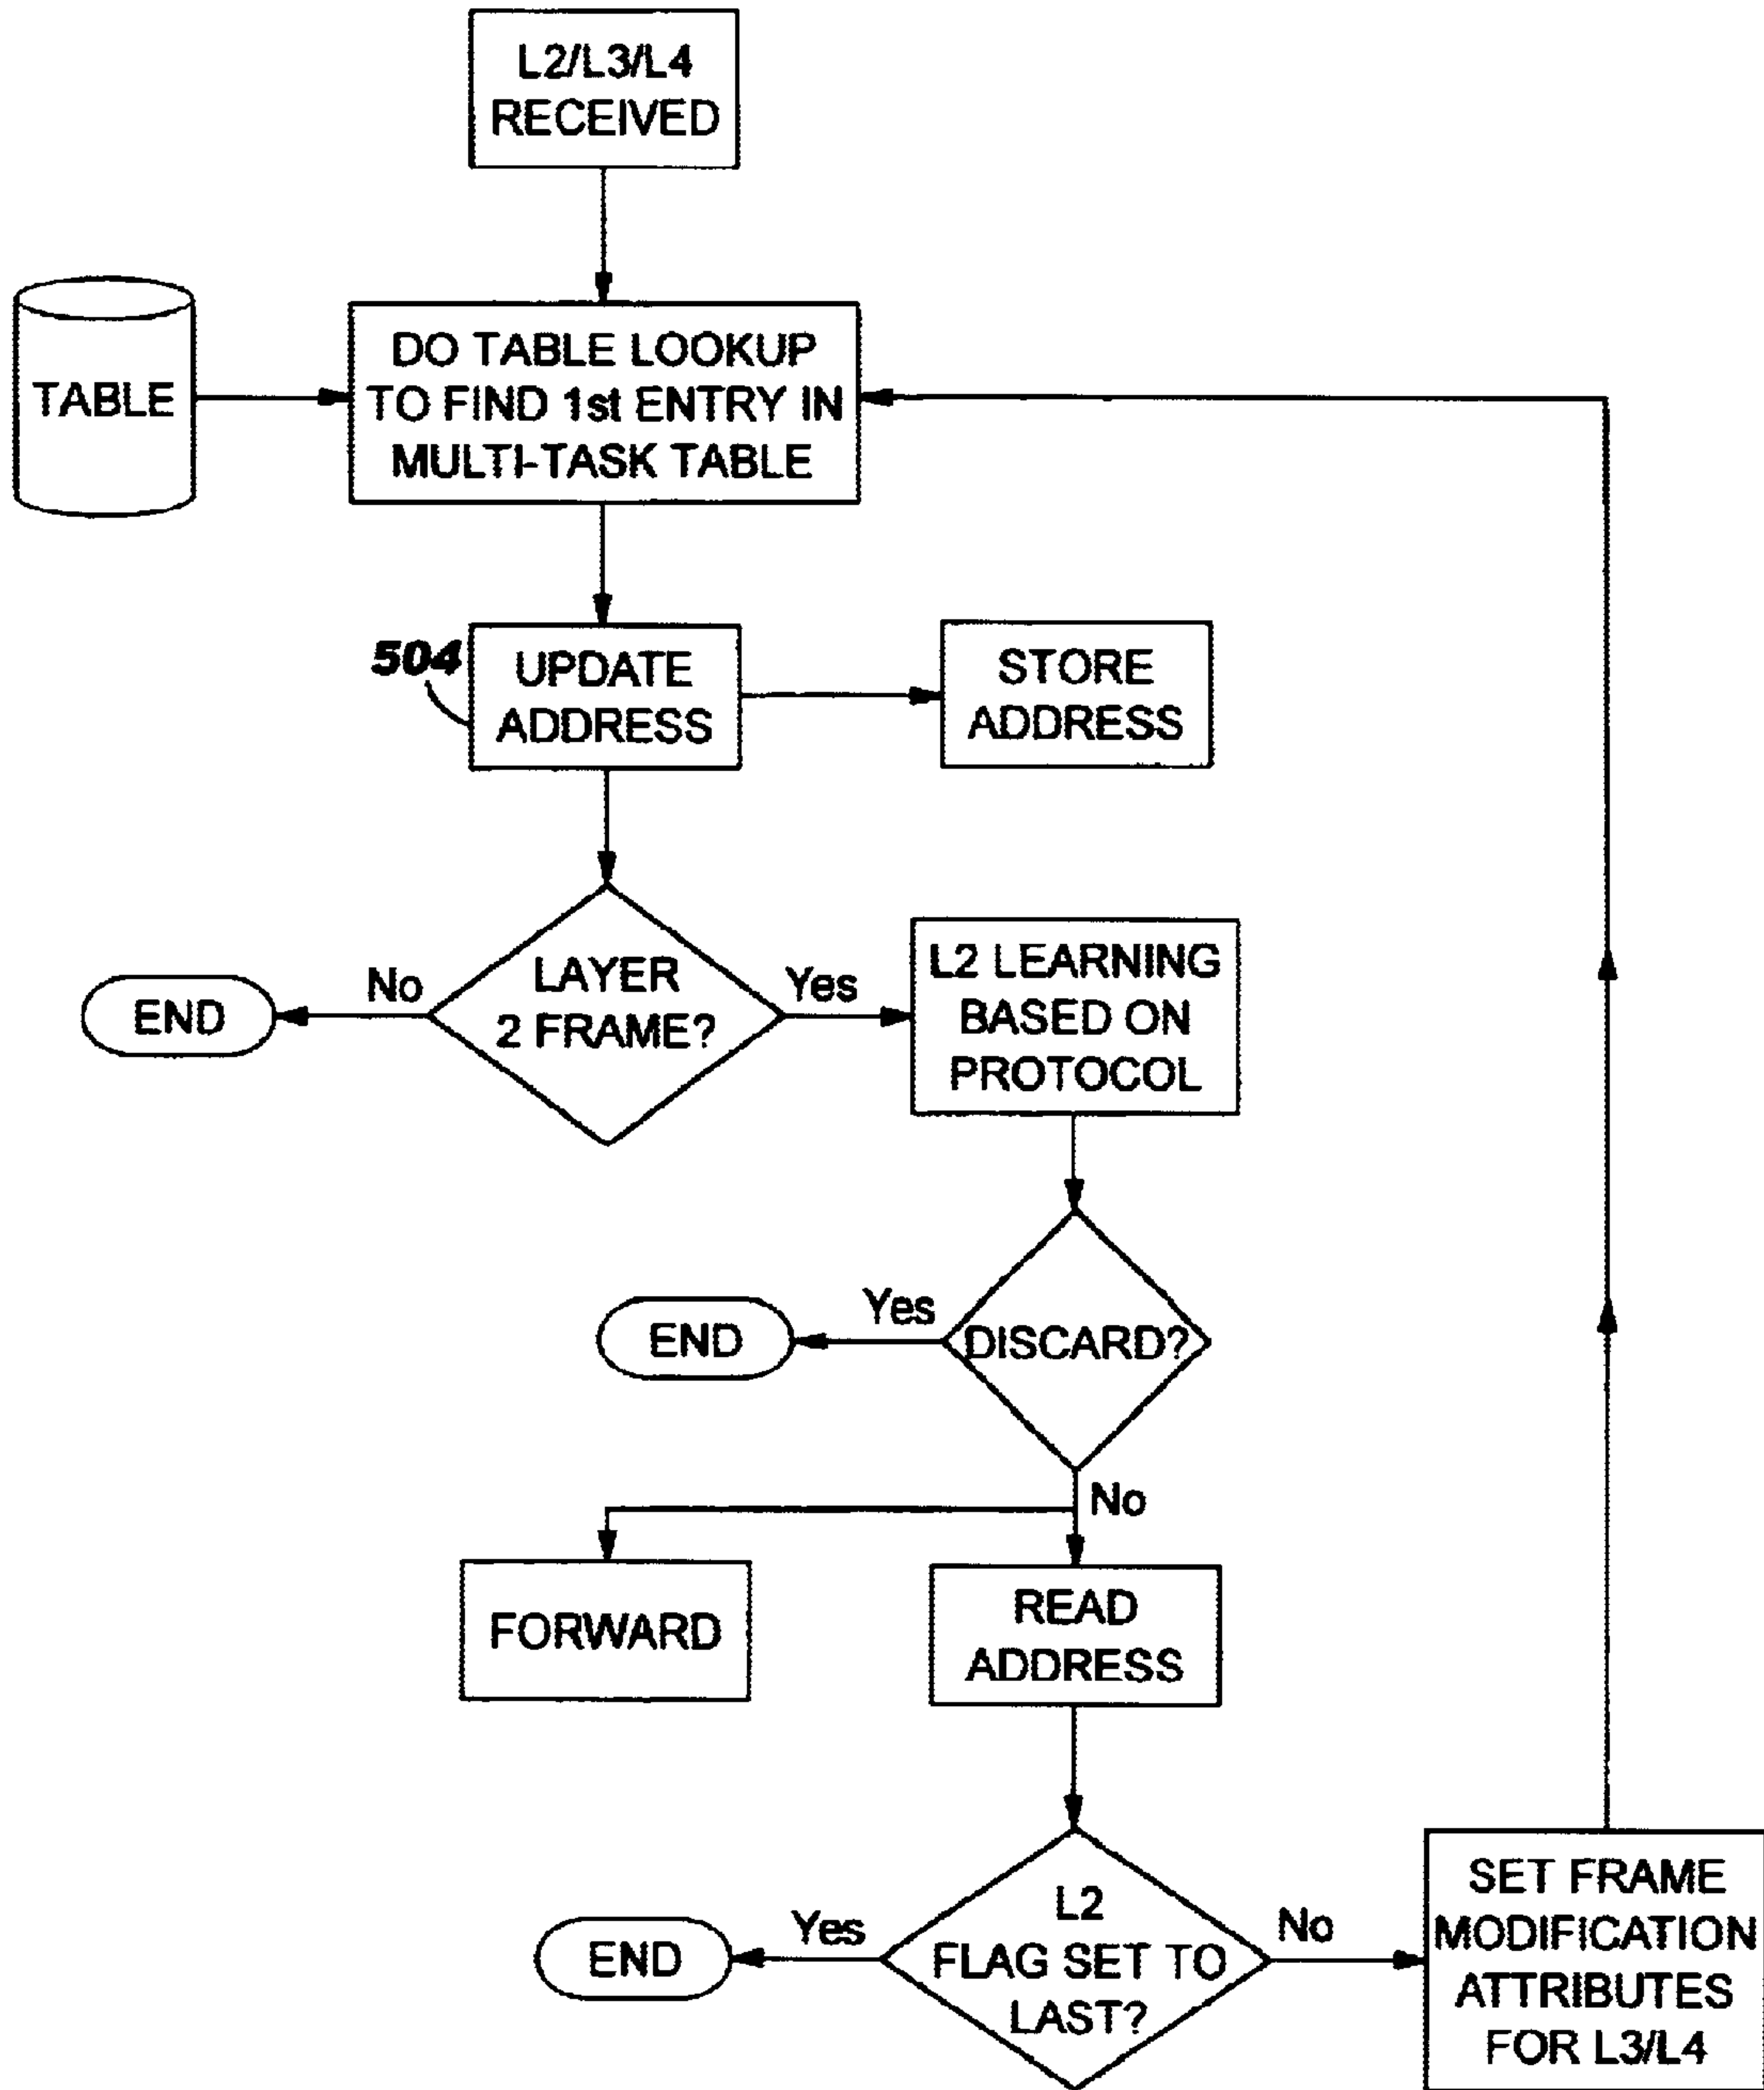 L2/L3/L4
RECEIVED
TABLE
DO TABLE LOOKUP
TO FIND 1st ENTRY IN
MULTI-TASK TABLE
504
UPDATE
ADDRESS
STORE
ADDRESS
END
No
LAYER
2 FRAME?
Yes
L2 LEARNING
BASED ON
PROTOCOL
END
Yes
DISCARD?
No
FORWARD
READ
ADDRESS
END
Yes
L2
FLAG SET TO
LAST?
No
SET FRAME
MODIFICATION
ATTRIBUTES
FOR L3/L4